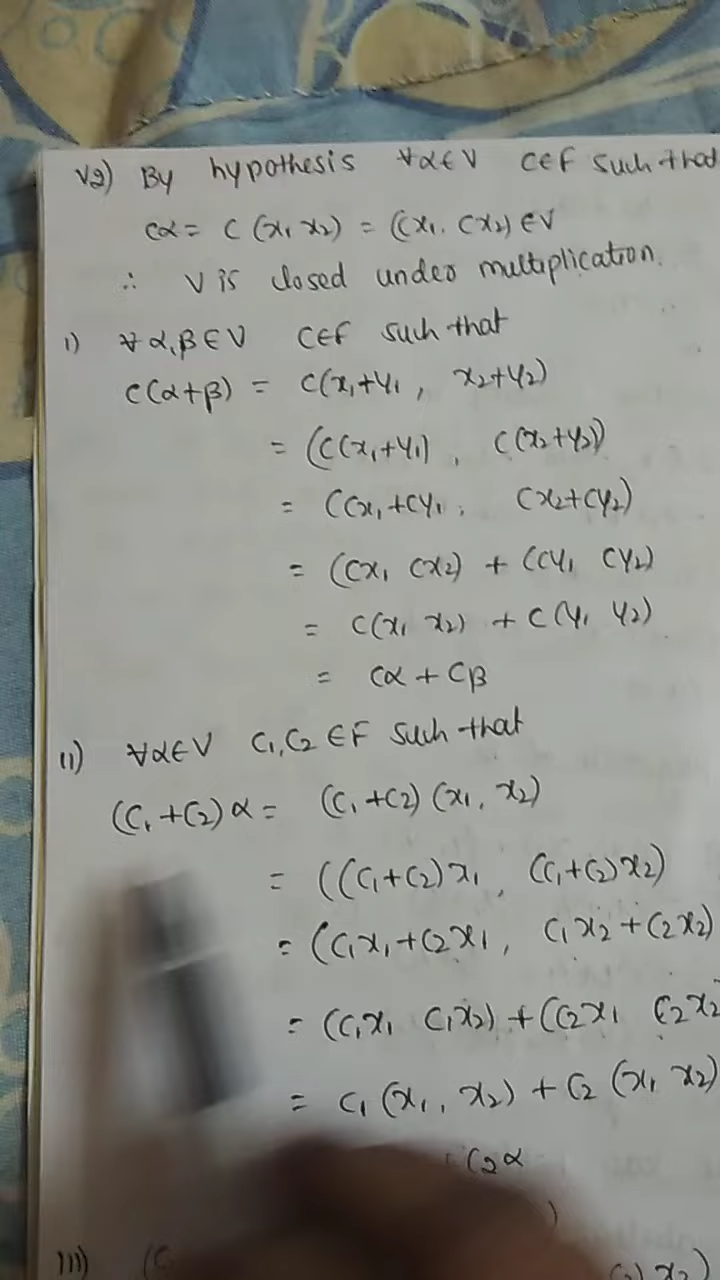 V2) By hypothesis ∀α∈V C∈F such that
cα = c(x₁ x₂) = (cx₁, cx₂) ∈V
∴ V is closed under multiplication.
i) ∀α,β∈V C∈F such that
c(α+β) = c(x₁+y₁, x₂+y₂)
= (c(x₁+y₁), c(x₂+y₂))
= (cx₁+cy₁, cx₂+cy₂)
= (cx₁ cx₂) + (cy₁ cy₂)
= c(x₁ x₂) + c(y₁ y₂)
= cα + cβ
ii) ∀α∈V C₁,C₂ ∈F such that
(C₁+C₂)α = (C₁+C₂)(x₁, x₂)
= ((C₁+C₂)x₁, (C₁+C₂)x₂)
= (C₁x₁+C₂x₁, C₁x₂+C₂x₂)
= (C₁x₁ C₁x₂) + (C₂x₁ C₂x₂
= C₁(x₁, x₂) + C₂(x₁ x₂)
C₂α
iii) (C x₂)